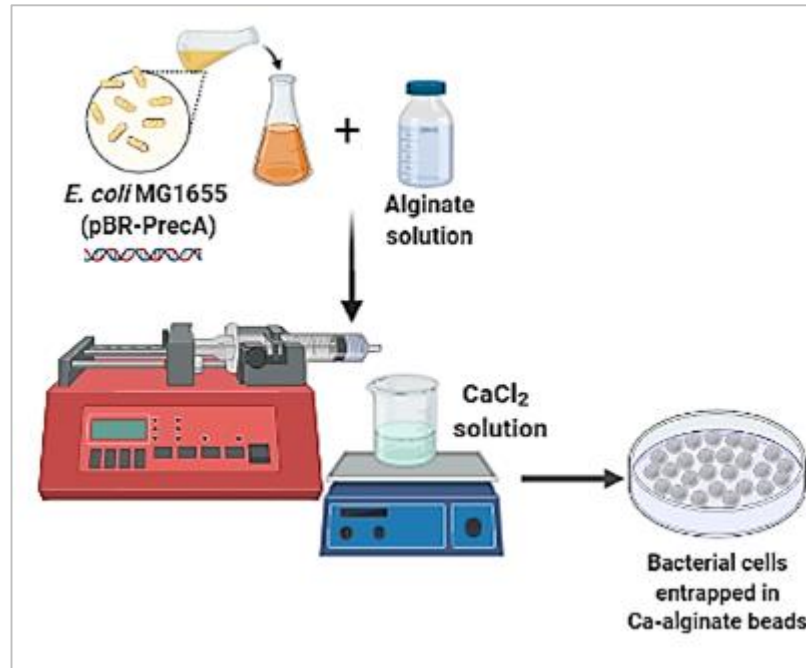 E. coli MG1655
(pBR-PrecA)
+
Alginate
solution
CaCl₂
solution
Bacterial cells
entrapped in
Ca-alginate beads